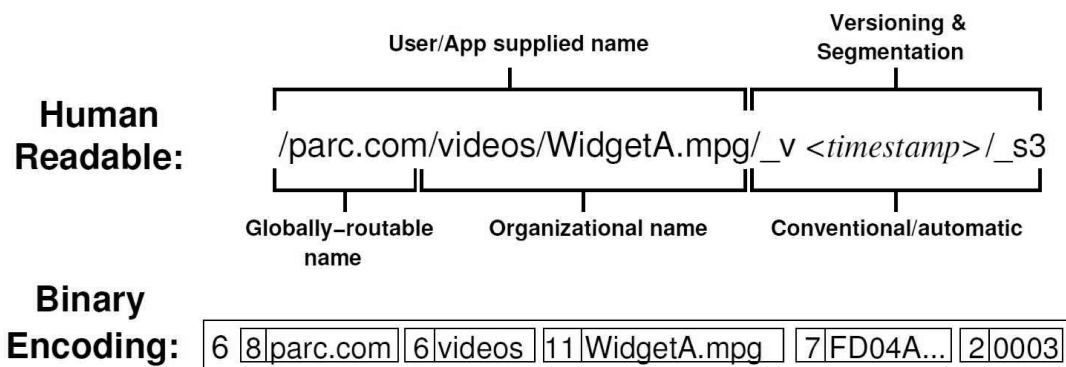 User/App supplied name
Versioning &
Segmentation
Human
Readable:
/parc.com/videos/WidgetA.mpg/_v <timestamp>/_s3
Globally−routable
name
Organizational name
Conventional/automatic
Binary
Encoding:
6 8 parc.com 6 videos 11 WidgetA.mpg 7 FD04A... 2 0003